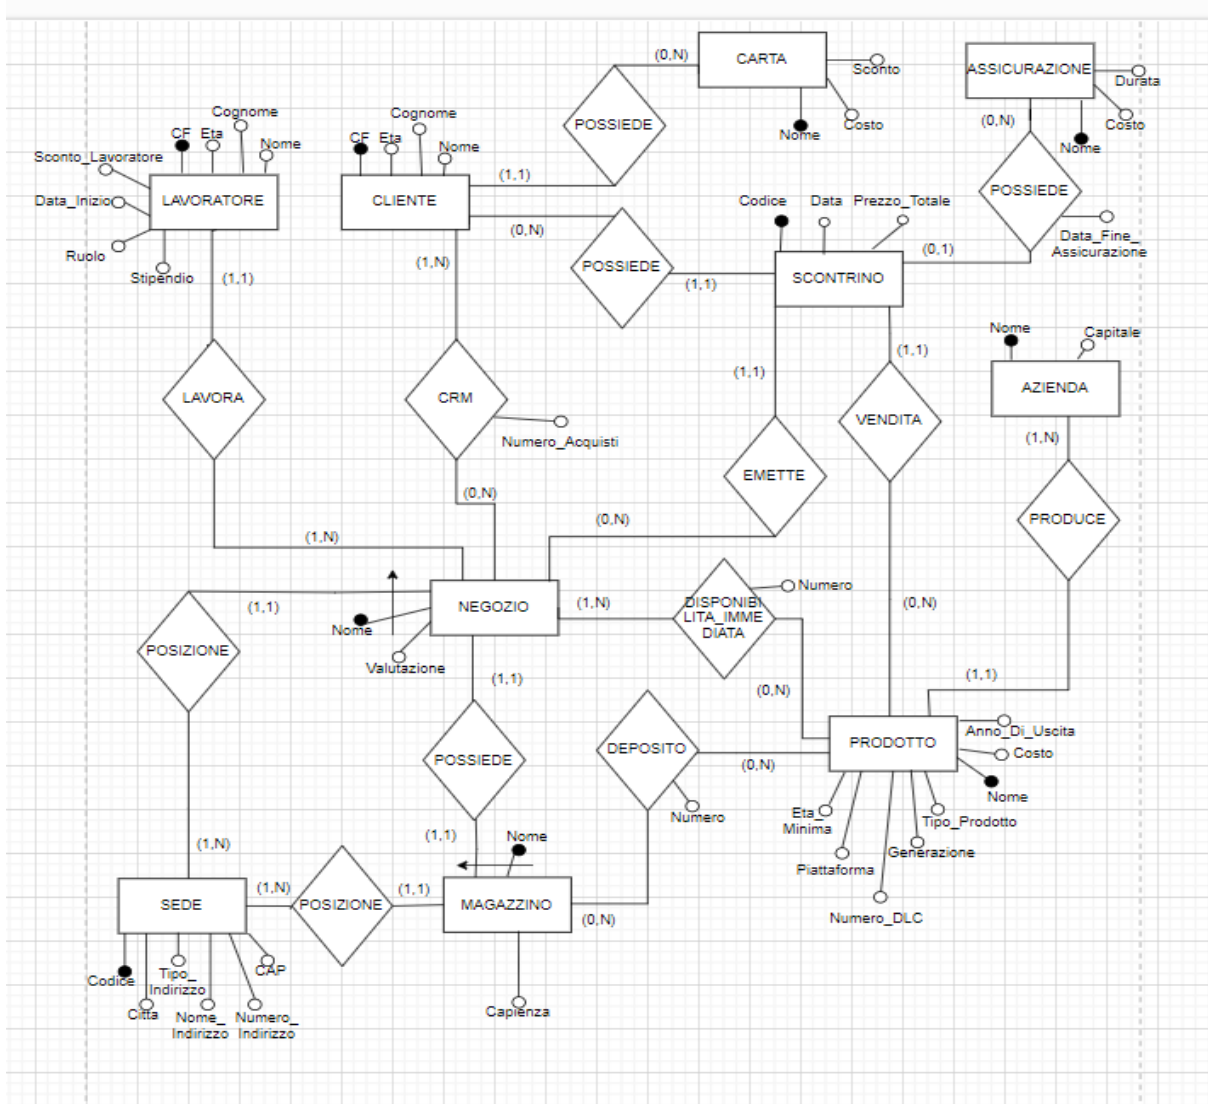 (0,N)
CARTA
Sconto
Costo
Nome
ASSICURAZIONE
Durata
Costo
Nome
(0,N)
POSSIEDE
Cognome
CF
Eta
Nome
Sconto_Lavoratore
LAVORATORE
Data_Inizio
Ruolo
Stipendio
(1,1)
Cognome
CF
Eta
Nome
CLIENTE
(1,1)
(0,N)
(1,N)
POSSIEDE
(1,1)
Codice
Data
Prezzo_Totale
SCONTRINO
(0,1)
POSSIEDE
Data_Fine_
Assicurazione
(1,1)
(1,1)
Nome
Capitale
AZIENDA
(1,N)
LAVORA
CRM
Numero_Acquisti
VENDITA
EMETTE
PRODUCE
(0,N)
(0,N)
(1,N)
NEGOZIO
Nome
Valutazione
(1,N)
DISPONIBI
LITA_IMME
DIATA
Numero
(0,N)
(1,1)
POSIZIONE
(1,1)
(1,1)
(0,N)
POSSIEDE
DEPOSITO
(0,N)
Numero
PRODOTTO
Anno_Di_Uscita
Costo
Nome
Eta_
Minima
Tipo_Prodotto
Generazione
Piattaforma
Numero_DLC
(1,1)
Nome
(1,N)
SEDE
(1,N)
POSIZIONE
(1,1)
MAGAZZINO
(0,N)
Codice
Citta
Tipo_
Indirizzo
Nome_
Indirizzo
Numero_
Indirizzo
CAP
Capienza